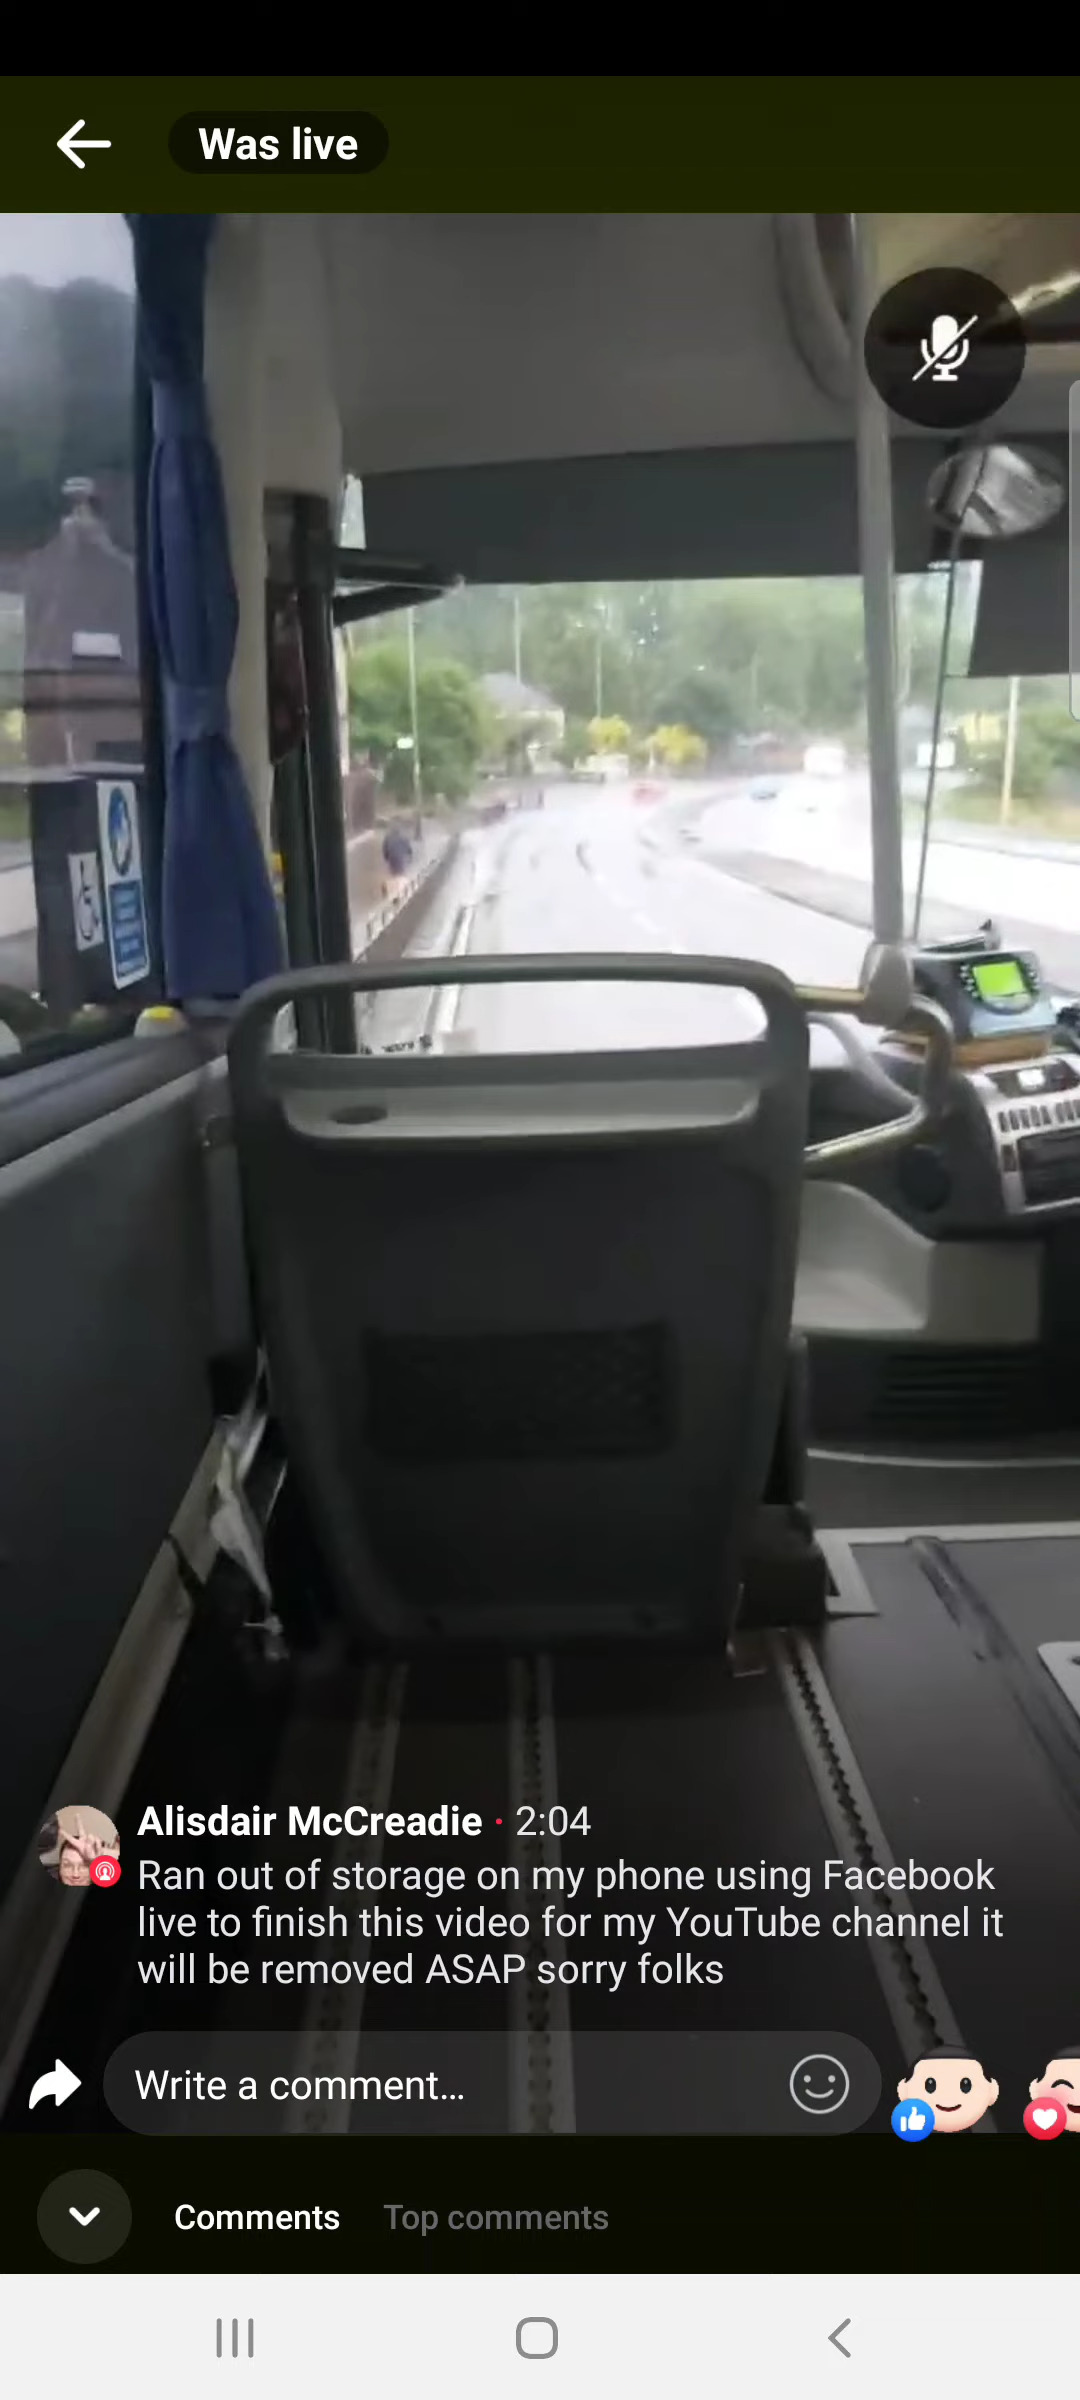 Was live
Alisdair McCreadie · 2:04
Ran out of storage on my phone using Facebook
live to finish this video for my YouTube channel it
will be removed ASAP sorry folks
Write a comment...
Comments Top comments